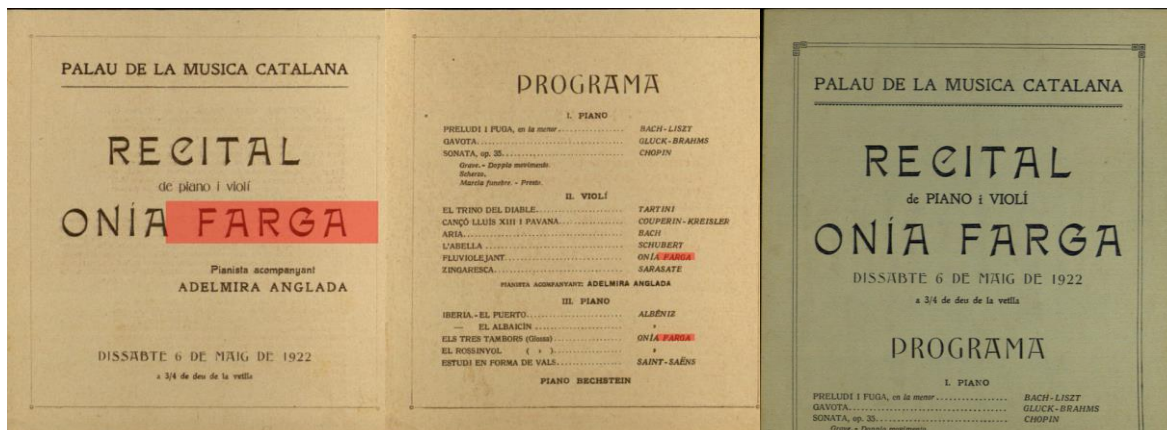 PALAU DE LA MUSICA CATALANA
RECITAL
de piano i violí
ONÍA FARGA
Pianista acompanyant
ADELMIRA ANGLADA
DISSABTE 6 DE MAIG DE 1922
a 3/4 de deu de la vetlla
PROGRAMA
I. PIANO
PRELUDI I FUGA, en la menor BACH-LISZT
GAVOTA GLUCK-BRAHMS
SONATA, op. 35 CHOPIN
Grave. - Doppio movimento.
Scherzo.
Marcia funebre. - Presto.
II. VIOLÍ
EL TRINO DEL DIABLE TARTINI
CANÇÓ LLUÍS XIII I PAVANA COUPERIN-KREISLER
ARIA BACH
L'ABELLA SCHUBERT
PLUVIOLEJANT ONÍA FARGA
ZINGARESCA SARASATE
PIANISTA ACOMPANYANT: ADELMIRA ANGLADA
III. PIANO
IBERIA. - EL PUERTO ALBÉNIZ
— EL ALBAICÍN »
ELS TRES TAMBORS (Glossa) ONÍA FARGA
EL ROSSINYOL ( » ) »
ESTUDI EN FORMA DE VALS SAINT-SAËNS
PIANO BECHSTEIN
PALAU DE LA MUSICA CATALANA
RECITAL
de PIANO i VIOLÍ
ONÍA FARGA
DISSABTE 6 DE MAIG DE 1922
a 3/4 de deu de la vetlla
PROGRAMA
I. PIANO
PRELUDI I FUGA, en la menor BACH-LISZT
GAVOTA GLUCK-BRAHMS
SONATA, op. 35 CHOPIN
Grave. - Doppio movimento.